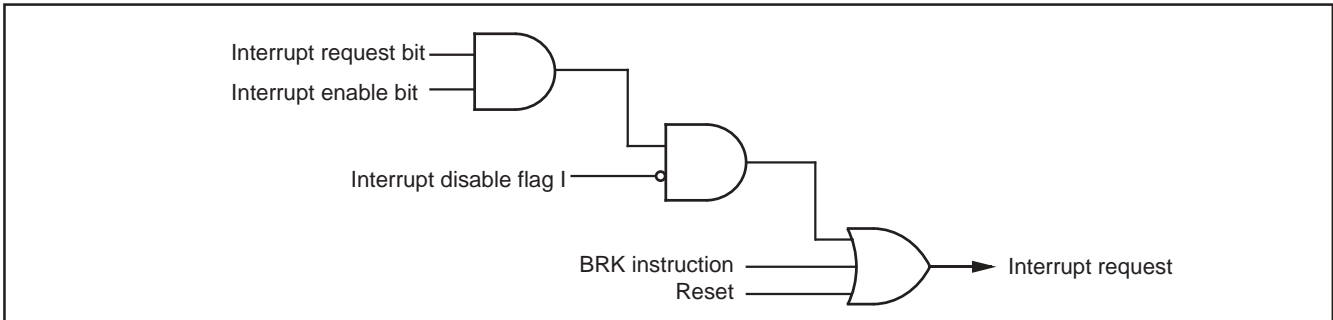 Interrupt request bit
Interrupt enable bit
Interrupt disable flag I
BRK instruction
Reset
Interrupt request